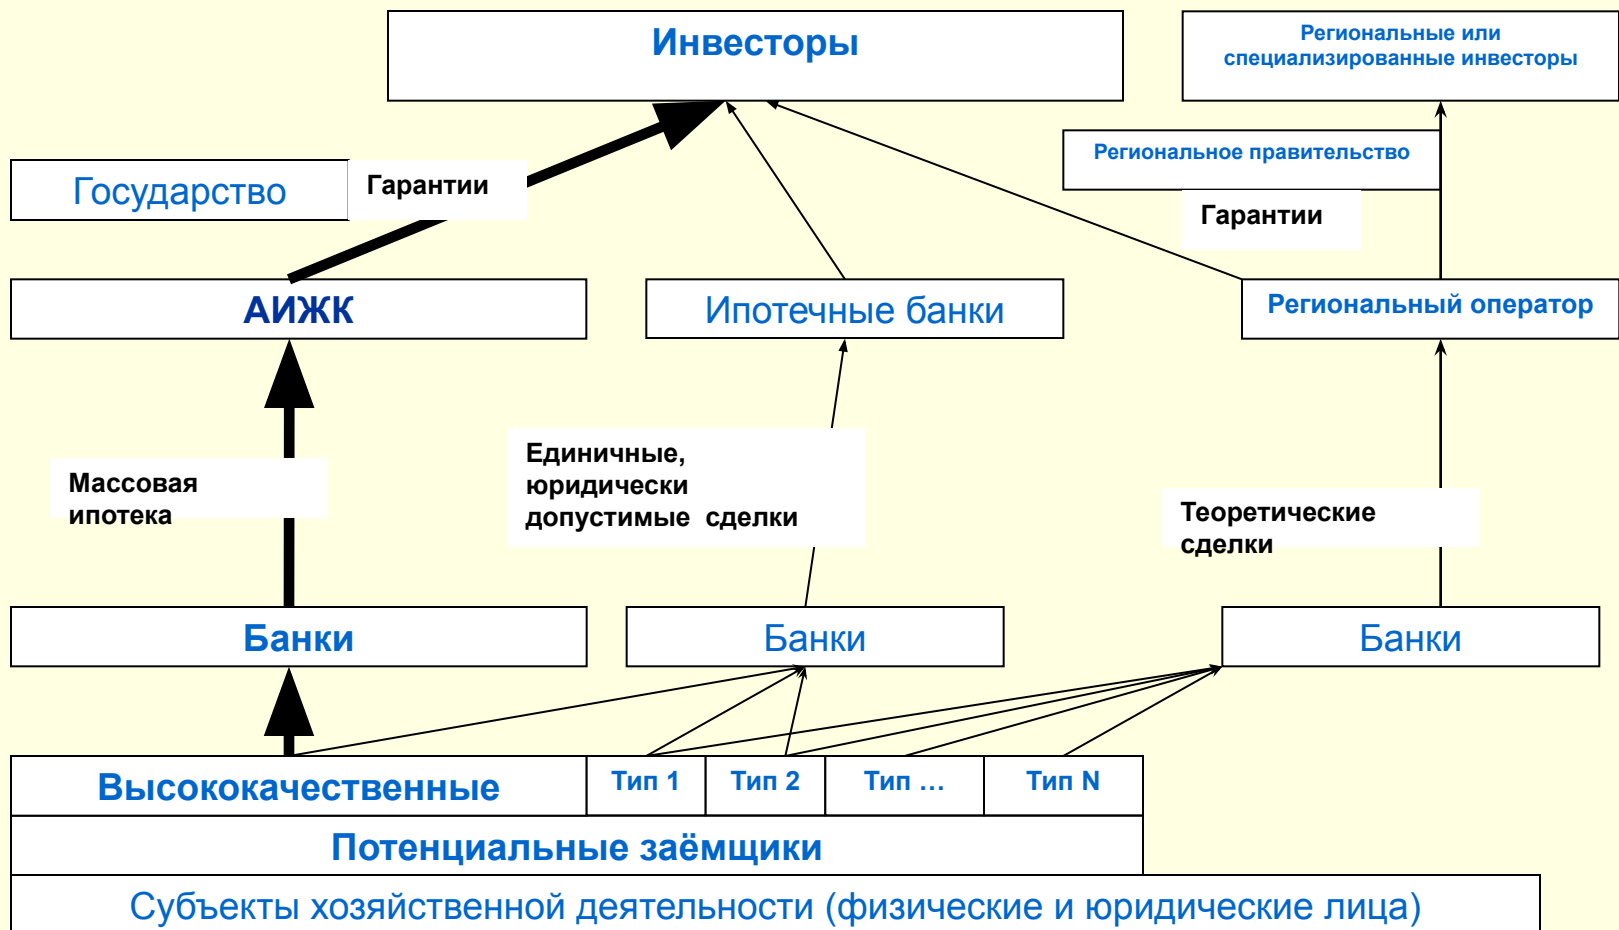 Инвесторы
Региональные или
специализированные инвесторы
Региональное правительство
Государство
Гарантии
Гарантии
АИЖК
Ипотечные банки
Региональный оператор
Массовая
ипотека
Единичные,
юридически
допустимые сделки
Теоретические
сделки
Банки
Банки
Банки
Высококачественные
Тип 1
Тип 2
Тип …
Тип N
Потенциальные заёмщики
Субъекты хозяйственной деятельности (физические и юридические лица)